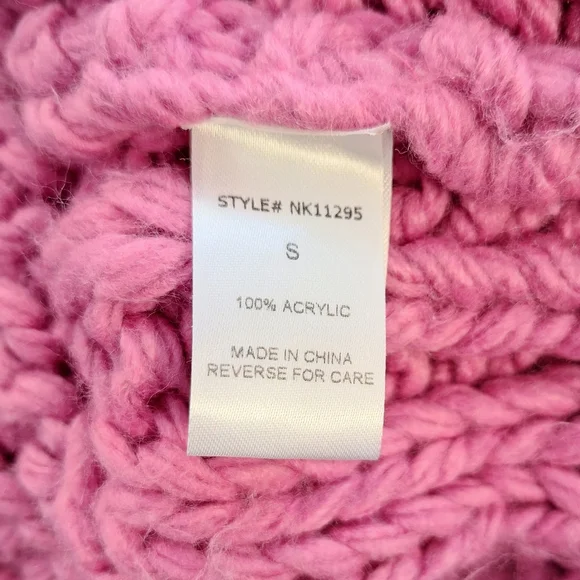 STYLE# NK11295
S
100% ACRYLIC
MADE IN CHINA
REVERSE FOR CARE